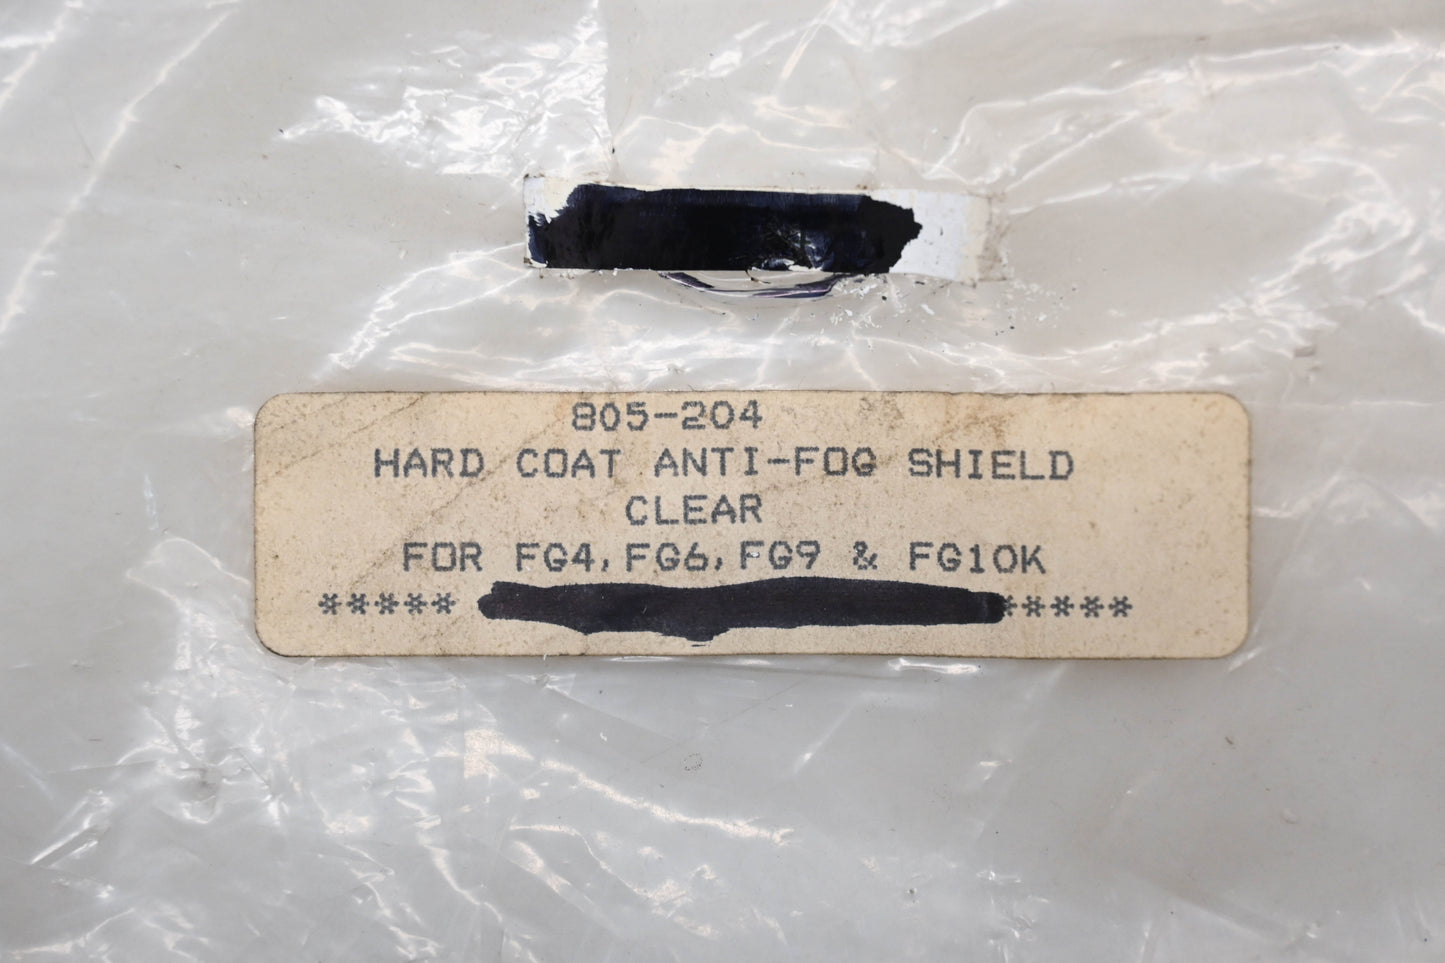 805-204
HARD COAT ANTI-FOG SHIELD
CLEAR
FOR FG4, FG6, FG9 & FG10K
***** *****